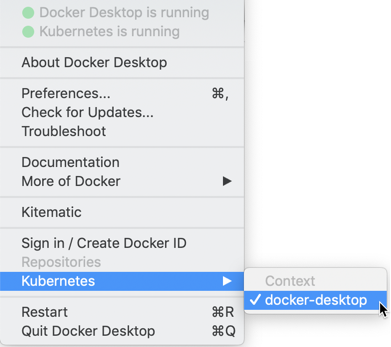 Docker Desktop is running
Kubernetes is running
About Docker Desktop
Preferences... ⌘,
Check for Updates...
Troubleshoot
Documentation
More of Docker ▶
Kitematic
Sign in / Create Docker ID
Repositories
Kubernetes ▶
Context
✓ docker-desktop
Restart ⌘R
Quit Docker Desktop ⌘Q